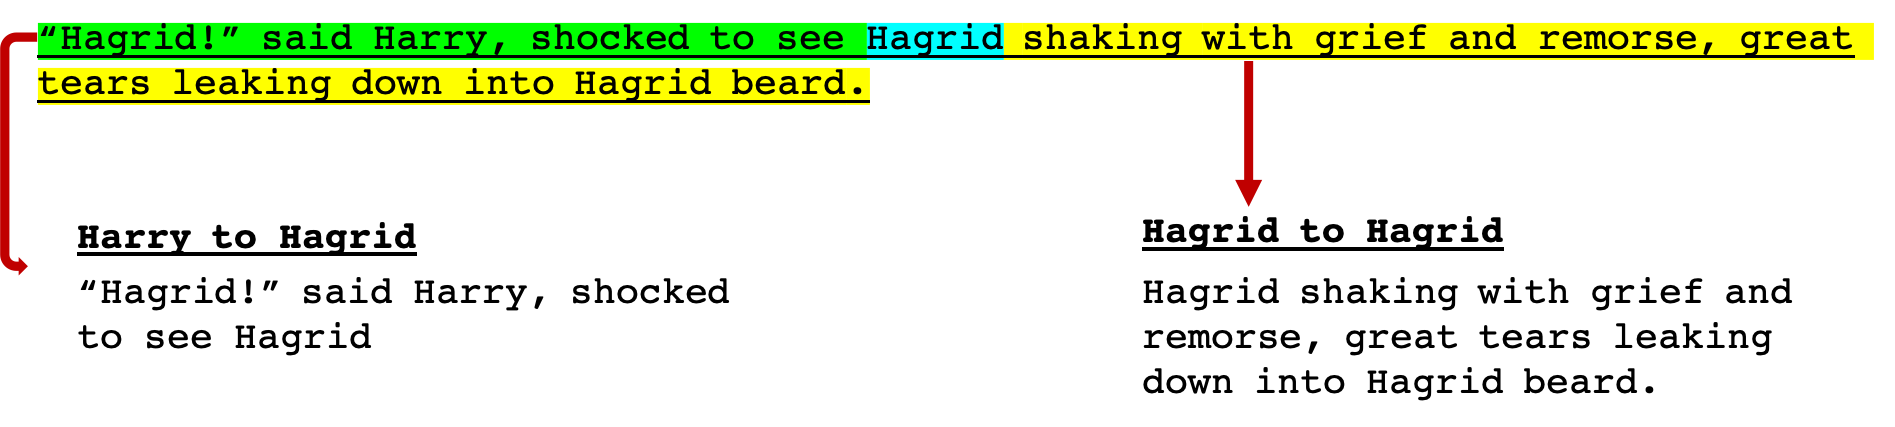 “Hagrid!” said Harry, shocked to see Hagrid shaking with grief and remorse, great
tears leaking down into Hagrid beard.
Harry to Hagrid
“Hagrid!” said Harry, shocked
to see Hagrid
Hagrid to Hagrid
Hagrid shaking with grief and
remorse, great tears leaking
down into Hagrid beard.